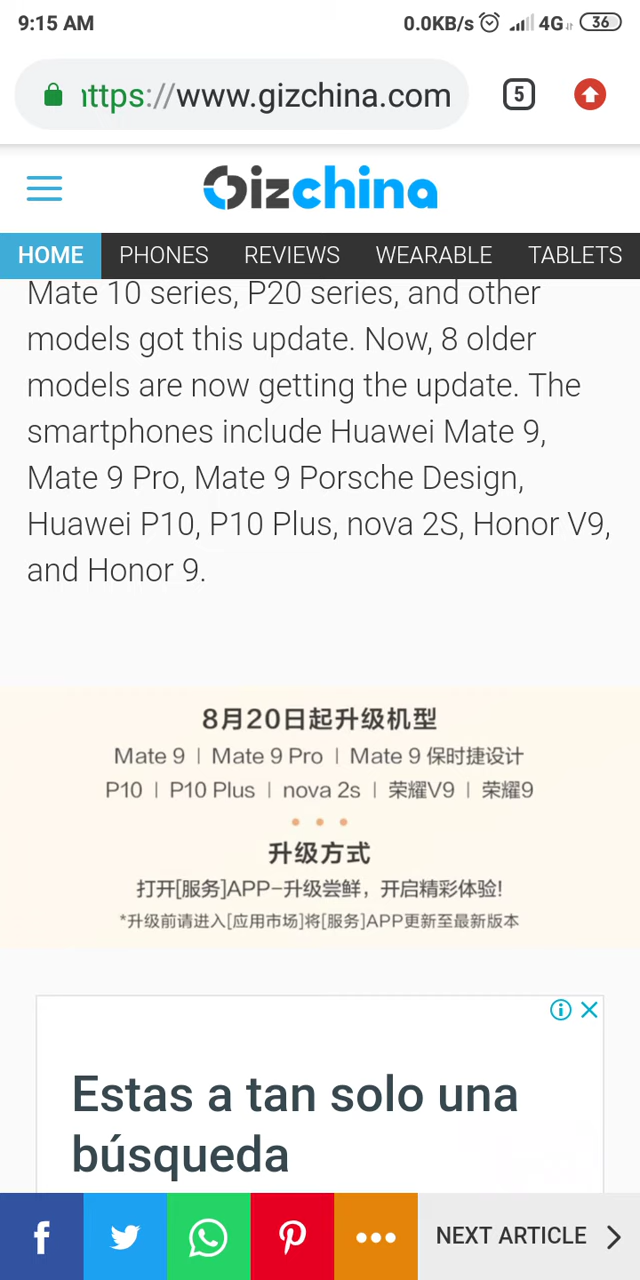 9:15 AM 0.0KB/s 4G 36
https://www.gizchina.com 5
Gizchina
HOME PHONES REVIEWS WEARABLE TABLETS
Mate 10 series, P20 series, and other
models got this update. Now, 8 older
models are now getting the update. The
smartphones include Huawei Mate 9,
Mate 9 Pro, Mate 9 Porsche Design,
Huawei P10, P10 Plus, nova 2S, Honor V9,
and Honor 9.
8月20日起升级机型
Mate 9 | Mate 9 Pro | Mate 9 保时捷设计
P10 | P10 Plus | nova 2s | 荣耀V9 | 荣耀9
升级方式
打开[服务]APP-升级尝鲜，开启精彩体验!
*升级前请进入[应用市场]将[服务]APP更新至最新版本
Estas a tan solo una
búsqueda
NEXT ARTICLE